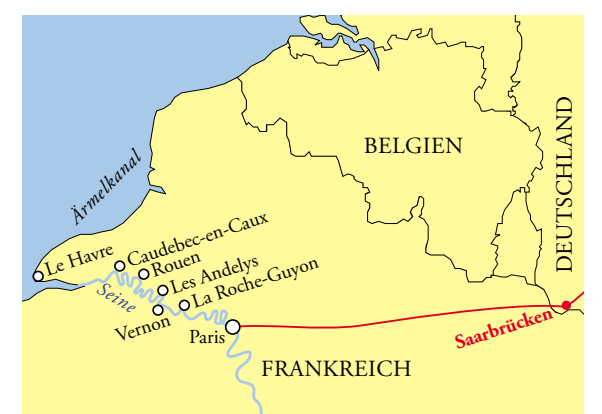 BELGIEN
DEUTSCHLAND
Ärmelkanal
Le Havre
Caudebec-en-Caux
Rouen
Les Andelys
La Roche-Guyon
Seine
Vernon
Paris
Saarbrücken
FRANKREICH